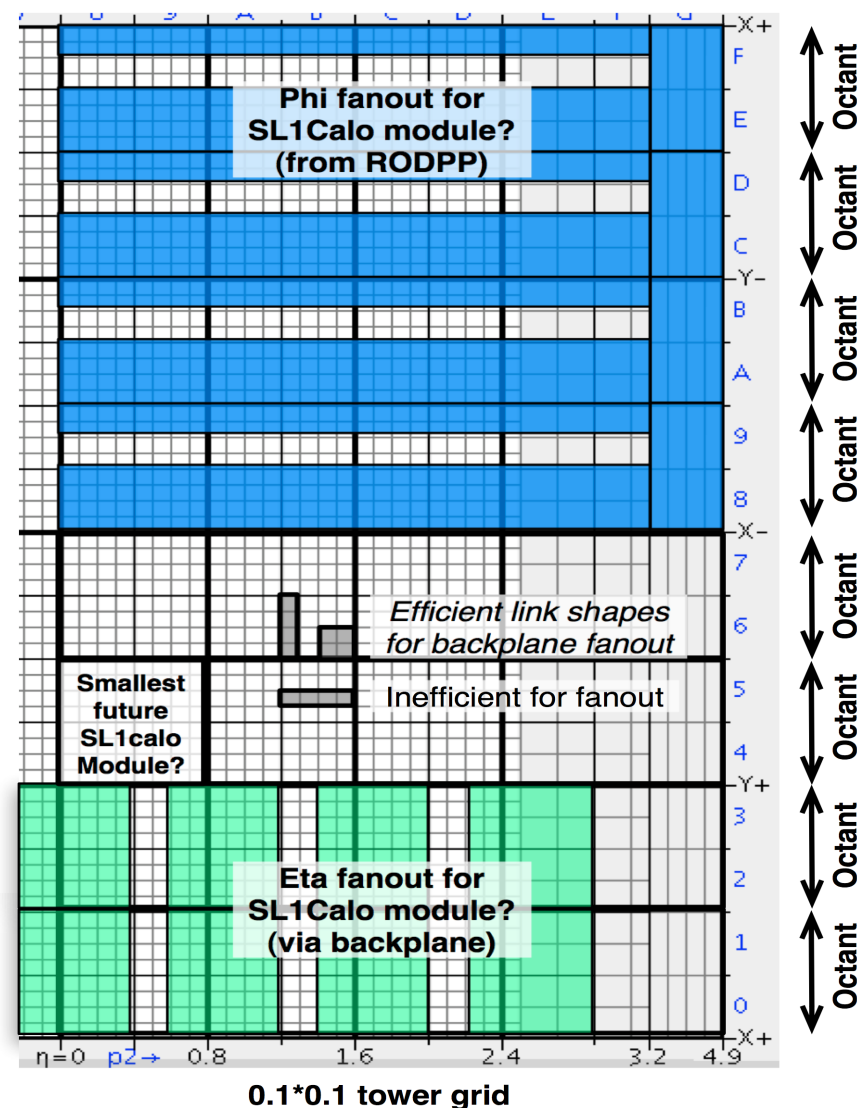 -X+
F
Octant
Phi fanout for
SL1Calo module?
(from RODPP)
E
D
Octant
C
-Y-
B
Octant
A
9
Octant
8
-X-
7
Octant
Efficient link shapes
for backplane fanout
6
Smallest
future
SL1calo
Module?
Inefficient for fanout
5
Octant
4
-Y+
3
Octant
2
Eta fanout for
SL1Calo module?
(via backplane)
1
Octant
0
-X+
η=0 p2→ 0.8 1.6 2.4 3.2 4.9
0.1*0.1 tower grid